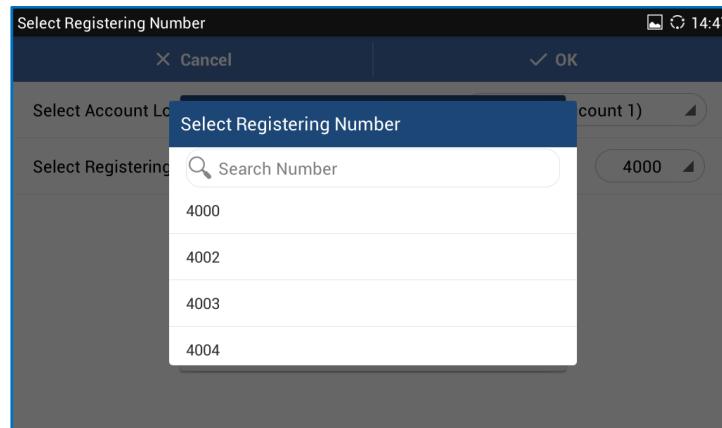 Select Registering Number
14:4
Cancel
OK
Select Account Lo
count 1)
Select Registering Number
Select Registering
4000
Search Number
4000
4002
4003
4004